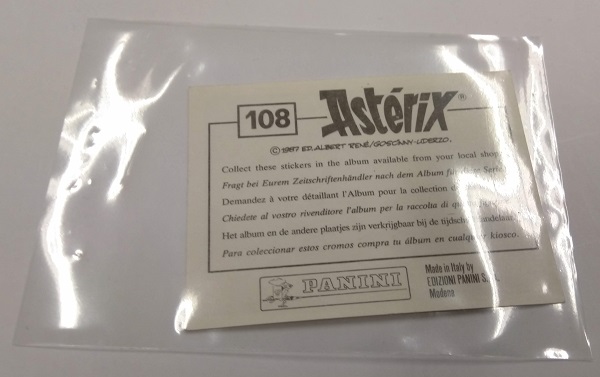 108 Astérix®
© 1987 ED. ALBERT RENÉ/GOSCINNY-UDERZO.
Collect these stickers in the album available from your local shop
Fragt bei Eurem Zeitschriftenhändler nach dem Album für Serie
Demandez à votre détaillant l'Album pour la collection de
Chiedete al vostro rivenditore l'album per la raccolta di
Het album en de andere plaatjes zijn verkrijgbaar bij de
Para coleccionar estos cromos compra tu álbum en cualquier kiosco.
PANINI
Made in Italy by
EDIZIONI PANINI S.
Modena